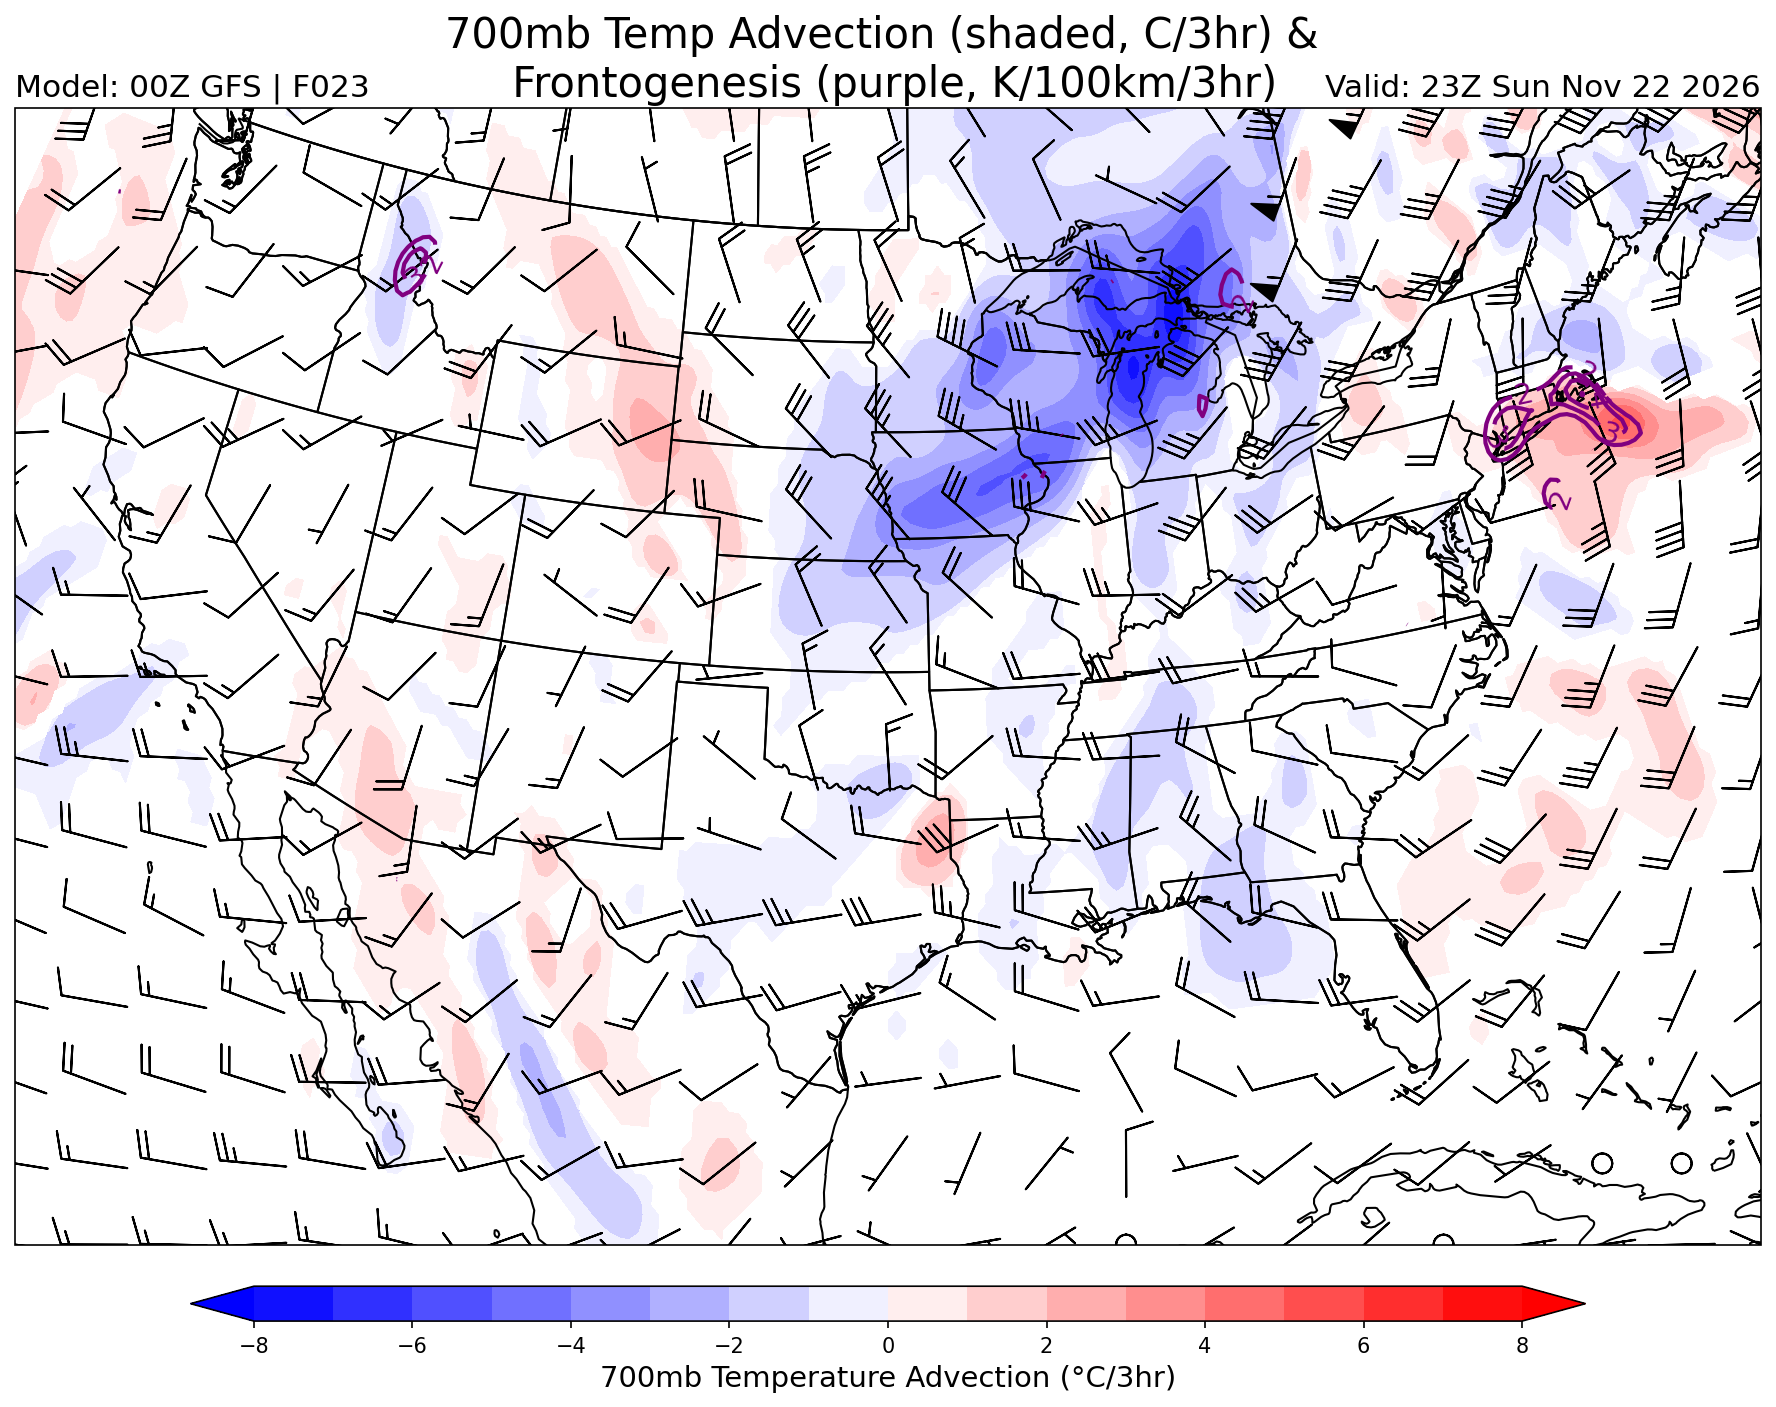 700mb Temp Advection (shaded, C/3hr) &
Frontogenesis (purple, K/100km/3hr)
Model: 00Z GFS | F023
Valid: 23Z Sun Nov 22 2026
−8 −6 −4 −2 0 2 4 6 8
700mb Temperature Advection (°C/3hr)